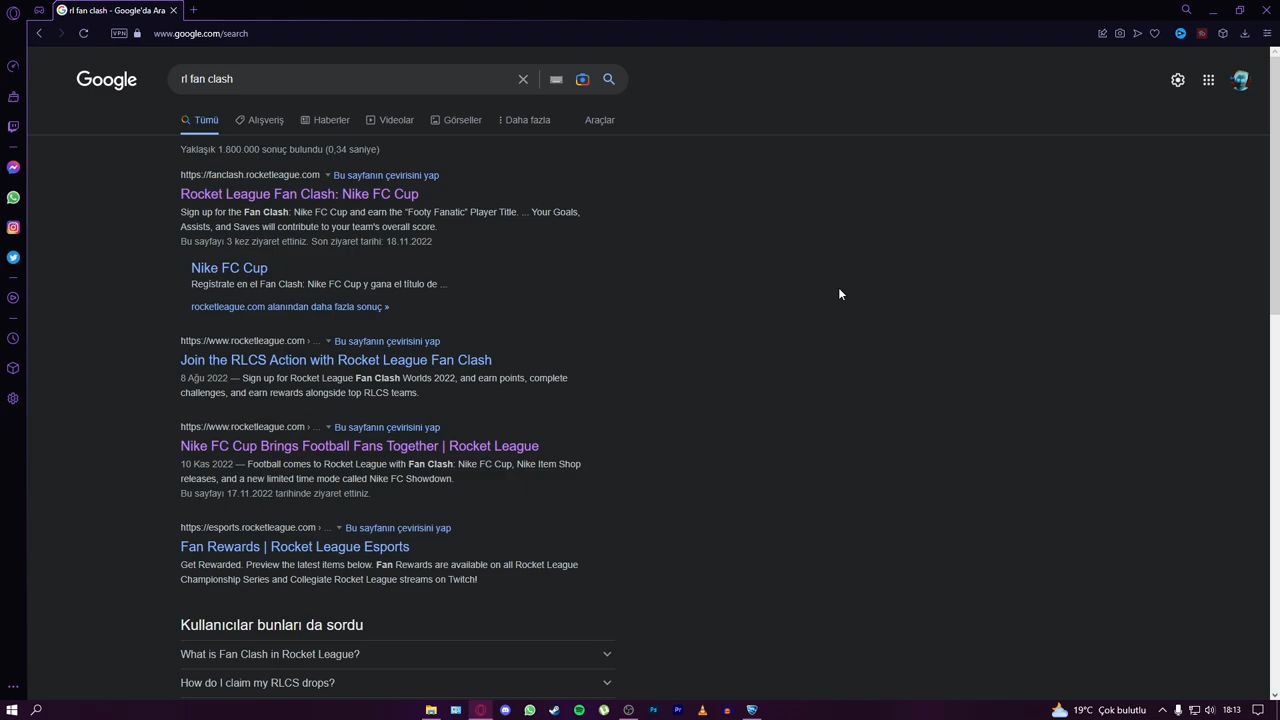 rl fan clash - Google'da Ara
VPN
www.google.com/search
Google
rl fan clash
Tümü
Alışveriş
Haberler
Videolar
Görseller
Daha fazla
Araçlar
Yaklaşık 1.800.000 sonuç bulundu (0,34 saniye)
https://fanclash.rocketleague.com Bu sayfanın çevirisini yap
Rocket League Fan Clash: Nike FC Cup
Sign up for the Fan Clash: Nike FC Cup and earn the “Footy Fanatic” Player Title. ... Your Goals,
Assists, and Saves will contribute to your team's overall score.
Bu sayfayı 3 kez ziyaret ettiniz. Son ziyaret tarihi: 18.11.2022
Nike FC Cup
Regístrate en el Fan Clash: Nike FC Cup y gana el título de ...
rocketleague.com alanından daha fazla sonuç »
https://www.rocketleague.com › ... Bu sayfanın çevirisini yap
Join the RLCS Action with Rocket League Fan Clash
8 Ağu 2022 — Sign up for Rocket League Fan Clash Worlds 2022, and earn points, complete
challenges, and earn rewards alongside top RLCS teams.
https://www.rocketleague.com › ... Bu sayfanın çevirisini yap
Nike FC Cup Brings Football Fans Together | Rocket League
10 Kas 2022 — Football comes to Rocket League with Fan Clash: Nike FC Cup, Nike Item Shop
releases, and a new limited time mode called Nike FC Showdown.
Bu sayfayı 17.11.2022 tarihinde ziyaret ettiniz.
https://esports.rocketleague.com › ... Bu sayfanın çevirisini yap
Fan Rewards | Rocket League Esports
Get Rewarded. Preview the latest items below. Fan Rewards are available on all Rocket League
Championship Series and Collegiate Rocket League streams on Twitch!
Kullanıcılar bunları da sordu
What is Fan Clash in Rocket League?
How do I claim my RLCS drops?
Ps
Pr
19°C Çok bulutlu
18:13